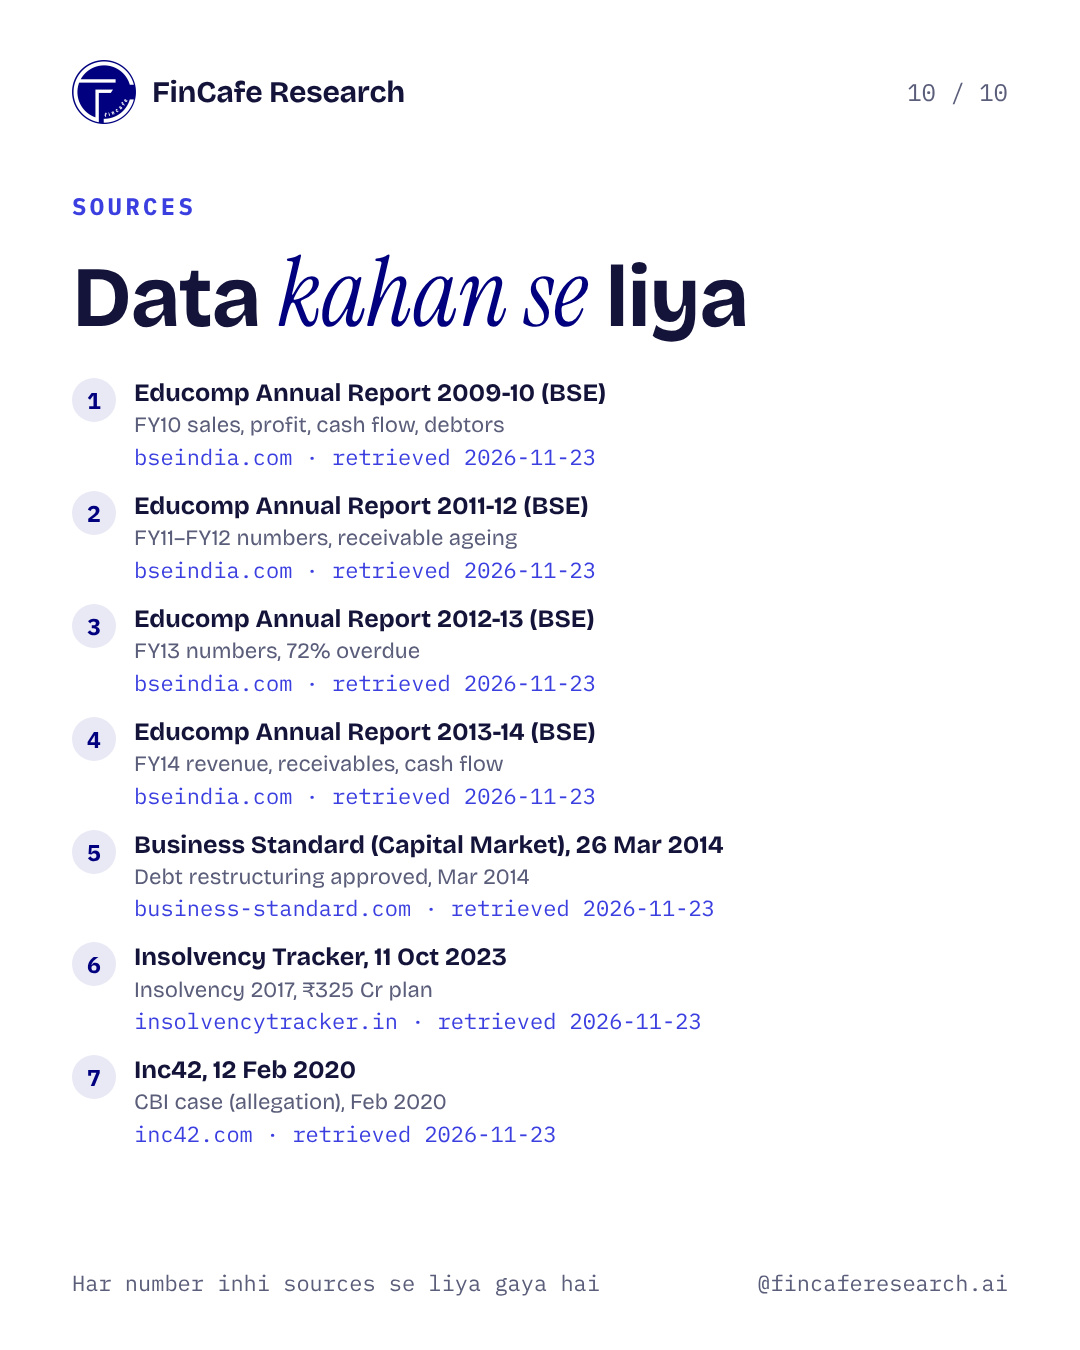 FinCafe Research
10 / 10
SOURCES
Data kahan se liya
1
Educomp Annual Report 2009-10 (BSE)
FY10 sales, profit, cash flow, debtors
bseindia.com · retrieved 2026-11-23
2
Educomp Annual Report 2011-12 (BSE)
FY11–FY12 numbers, receivable ageing
bseindia.com · retrieved 2026-11-23
3
Educomp Annual Report 2012-13 (BSE)
FY13 numbers, 72% overdue
bseindia.com · retrieved 2026-11-23
4
Educomp Annual Report 2013-14 (BSE)
FY14 revenue, receivables, cash flow
bseindia.com · retrieved 2026-11-23
5
Business Standard (Capital Market), 26 Mar 2014
Debt restructuring approved, Mar 2014
business-standard.com · retrieved 2026-11-23
6
Insolvency Tracker, 11 Oct 2023
Insolvency 2017, ₹325 Cr plan
insolvencytracker.in · retrieved 2026-11-23
7
Inc42, 12 Feb 2020
CBI case (allegation), Feb 2020
inc42.com · retrieved 2026-11-23
Har number inhi sources se liya gaya hai
@fincaferesearch.ai